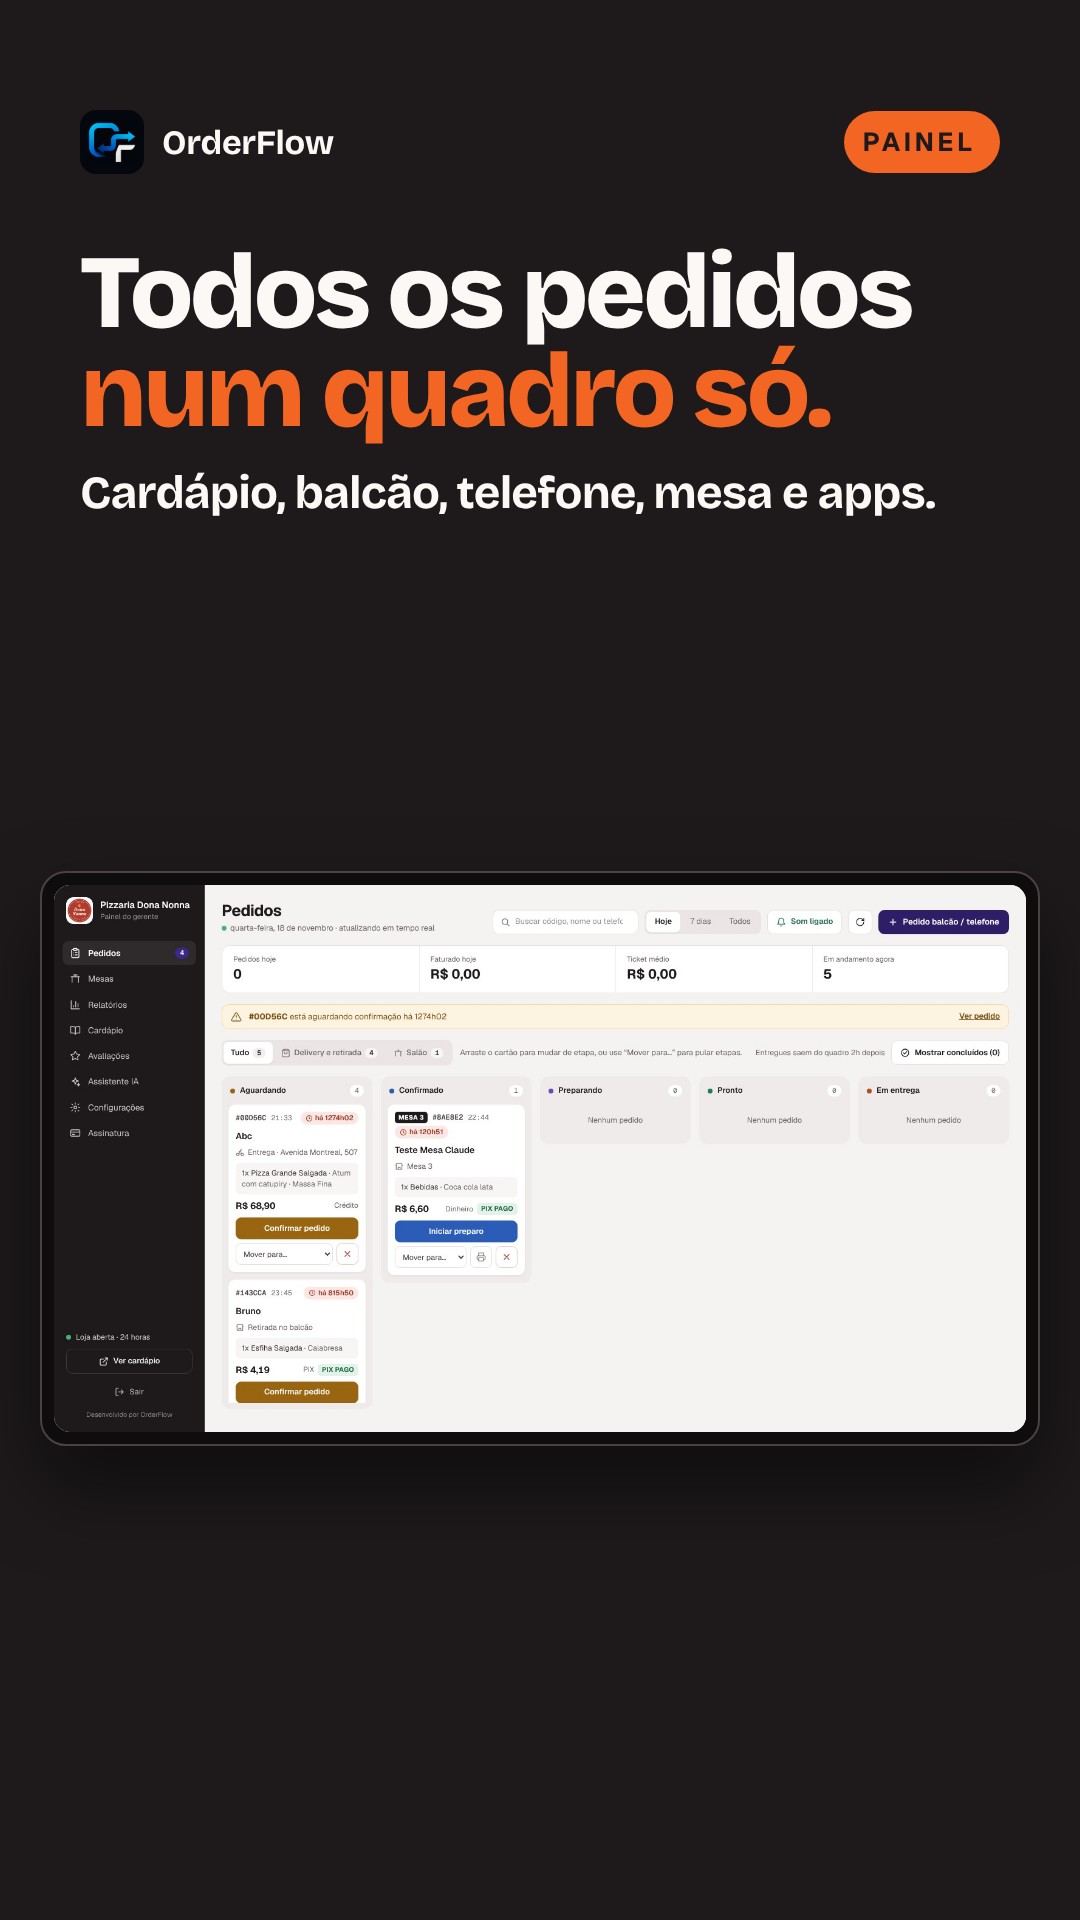 OrderFlow
PAINEL
Todos os pedidos
num quadro só.
Cardápio, balcão, telefone, mesa e apps.
Pizzaria Dona Nonna
Painel do gerente
Pedidos 4
Mesas
Relatórios
Cardápio
Avaliações
Assistente IA
Configurações
Assinatura
Loja aberta · 24 horas
Ver cardápio
Sair
Desenvolvido por OrderFlow
Pedidos
quarta-feira, 18 de novembro · atualizando em tempo real
Buscar código, nome ou telefc
Hoje 7 dias Todos
Som ligado
+ Pedido balcão / telefone
Pedidos hoje
0
Faturado hoje
R$ 0,00
Ticket médio
R$ 0,00
Em andamento agora
5
#00D56C está aguardando confirmação há 1274h02
Ver pedido
Tudo 5 Delivery e retirada 4 Salão 1
Arraste o cartão para mudar de etapa, ou use "Mover para…" para pular etapas.
Entregues saem do quadro 2h depois
Mostrar concluídos (0)
Aguardando 4
#00D56C 21:33 há 1274h02
Abc
Entrega · Avenida Montreal, 507
1x Pizza Grande Salgada · Atum
com catupiry · Massa Fina
R$ 68,90 Crédito
Confirmar pedido
Mover para…
#143CCA 23:45 há 815h50
Bruno
Retirada no balcão
1x Esfiha Salgada · Calabresa
R$ 4,19 PIX PIX PAGO
Confirmar pedido
Confirmado 1
MESA 3 #8AE8E2 22:44
há 120h51
Teste Mesa Claude
Mesa 3
1x Bebidas · Coca cola lata
R$ 6,60 Dinheiro PIX PAGO
Iniciar preparo
Mover para…
Preparando 0
Nenhum pedido
Pronto 0
Nenhum pedido
Em entrega 0
Nenhum pedido